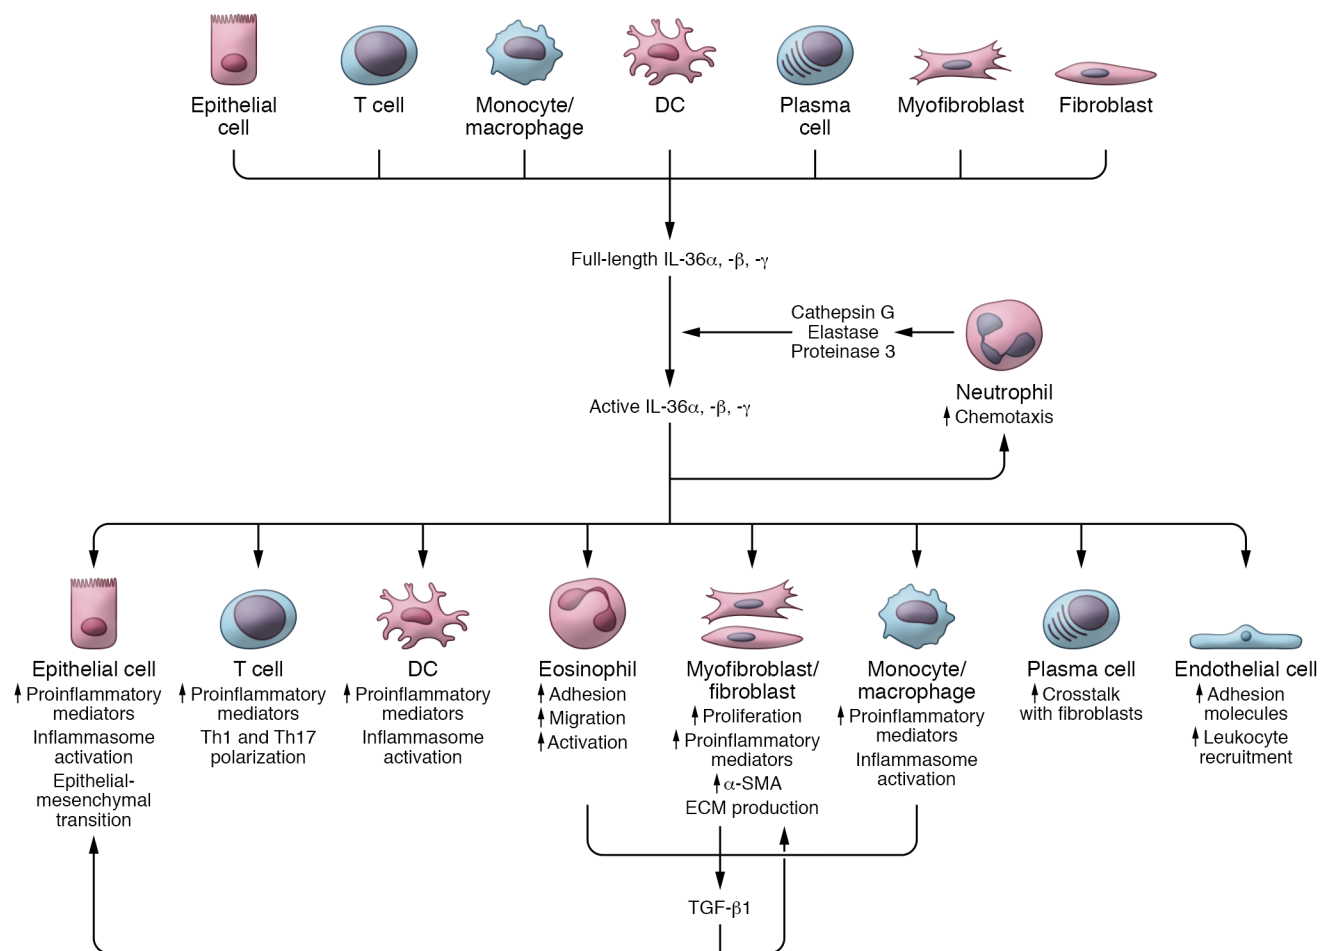 Epithelial
cell
T cell
Monocyte/
macrophage
DC
Plasma
cell
Myofibroblast
Fibroblast
Full-length IL-36α, -β, -γ
Cathepsin G
Elastase
Proteinase 3
Neutrophil
Chemotaxis
Active IL-36α, -β, -γ
Epithelial cell
Proinflammatory
mediators
Inflammasome
activation
Epithelial-
mesenchymal
transition
T cell
Proinflammatory
mediators
Th1 and Th17
polarization
DC
Proinflammatory
mediators
Inflammasome
activation
Eosinophil
Adhesion
Migration
Activation
Myofibroblast/
fibroblast
Proliferation
Proinflammatory
mediators
α-SMA
ECM production
Monocyte/
macrophage
Proinflammatory
mediators
Inflammasome
activation
Plasma cell
Crosstalk
with fibroblasts
Endothelial cell
Adhesion
molecules
Leukocyte
recruitment
TGF-β1